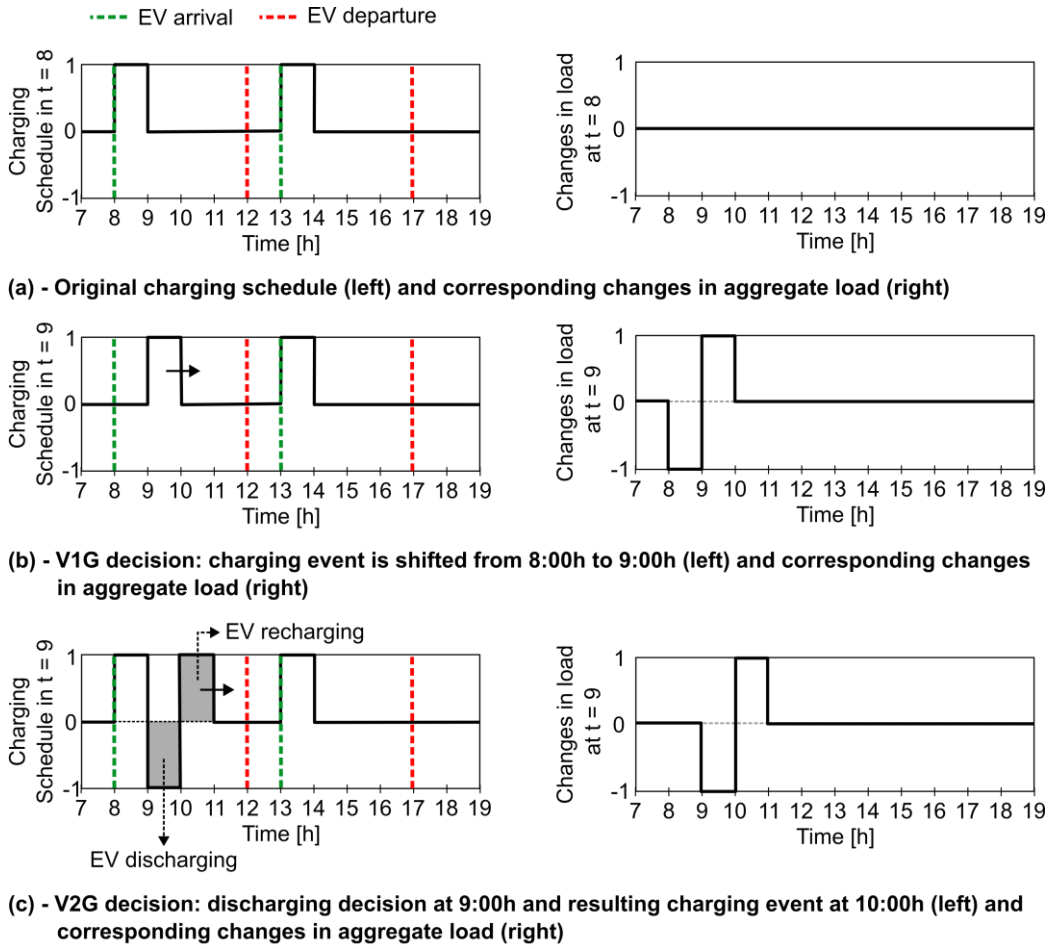 EV arrival EV departure
Charging
Schedule in t = 8
1
0
-1
7 8 9 10 11 12 13 14 15 16 17 18 19
Time [h]
Changes in load
at t = 8
1
0
-1
7 8 9 10 11 12 13 14 15 16 17 18 19
Time [h]
(a) - Original charging schedule (left) and corresponding changes in aggregate load (right)
Charging
Schedule in t = 9
1
0
-1
7 8 9 10 11 12 13 14 15 16 17 18 19
Time [h]
Changes in load
at t = 9
1
0
-1
7 8 9 10 11 12 13 14 15 16 17 18 19
Time [h]
(b) - V1G decision: charging event is shifted from 8:00h to 9:00h (left) and corresponding changes
in aggregate load (right)
EV recharging
Charging
Schedule in t = 9
1
0
-1
7 8 9 10 11 12 13 14 15 16 17 18 19
Time [h]
EV discharging
Changes in load
at t = 9
1
0
-1
7 8 9 10 11 12 13 14 15 16 17 18 19
Time [h]
(c) - V2G decision: discharging decision at 9:00h and resulting charging event at 10:00h (left) and
corresponding changes in aggregate load (right)